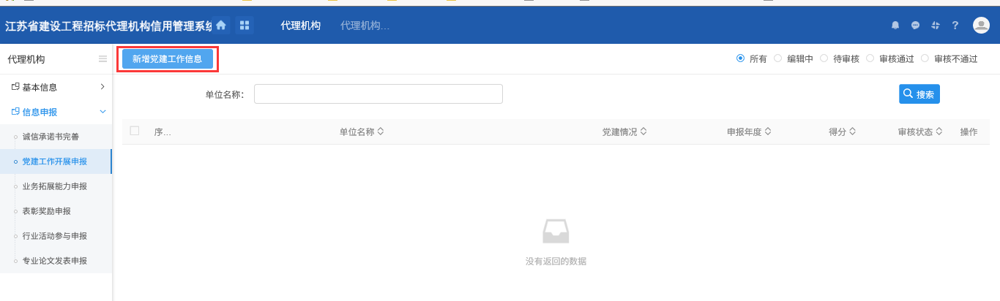 江苏省建设工程招标代理机构信用管理系统 代理机构 代理机构...
代理机构 新增党建工作信息 所有 编辑中 待审核 审核通过 审核不通过
基本信息
单位名称： 搜索
信息申报
序... 单位名称 党建情况 申报年度 得分 审核状态 操作
诚信承诺书完善
党建工作开展申报
业务拓展能力申报
表彰奖励申报
行业活动参与申报
专业论文发表申报
没有返回的数据